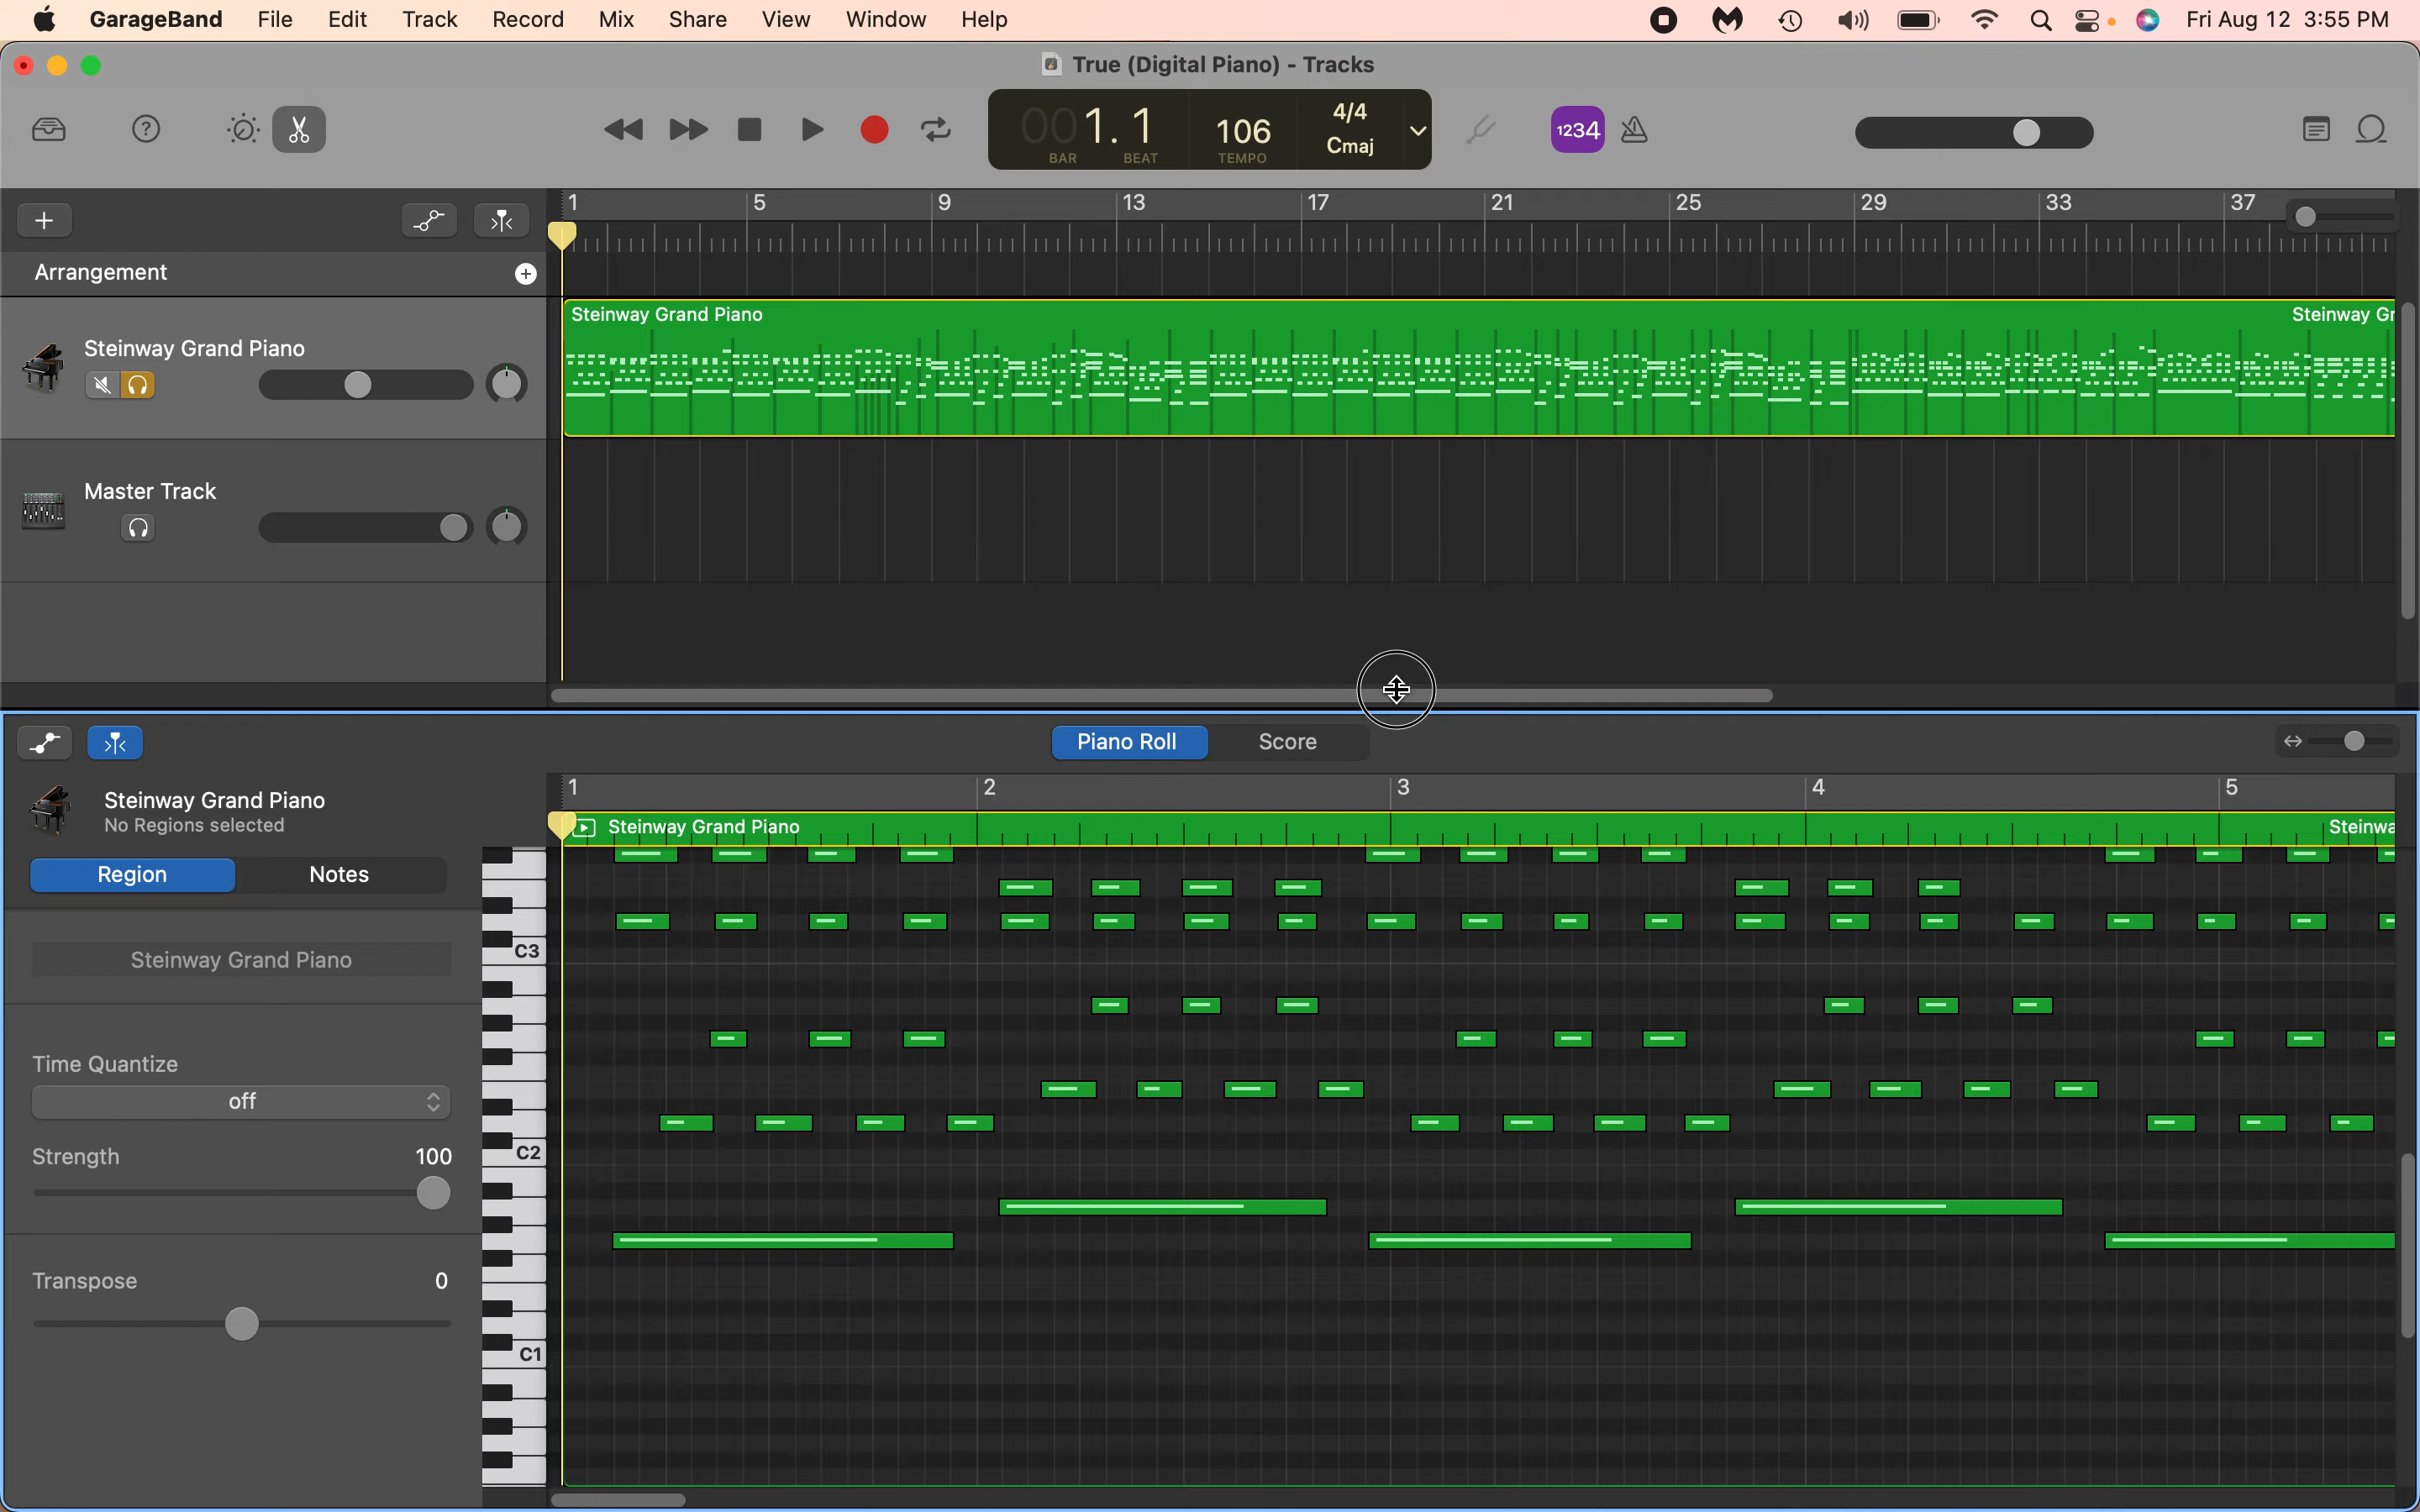 GarageBand File Edit Track Record Mix Share View Window Help Fri Aug 12 3:55 PM
True (Digital Piano) - Tracks
001. 1 106 4/4
Cmaj
BAR BEAT TEMPO
1234
1 5 9 13 17 21 25 29 33 37
Arrangement
Steinway Grand Piano Steinway Gr
Steinway Grand Piano
Master Track
Piano Roll Score
1 2 3 4 5
Steinway Grand Piano
No Regions selected
Steinway Grand Piano Steinwa
Region Notes
C3
Steinway Grand Piano
Time Quantize
off
C2
Strength 100
Transpose 0
C1